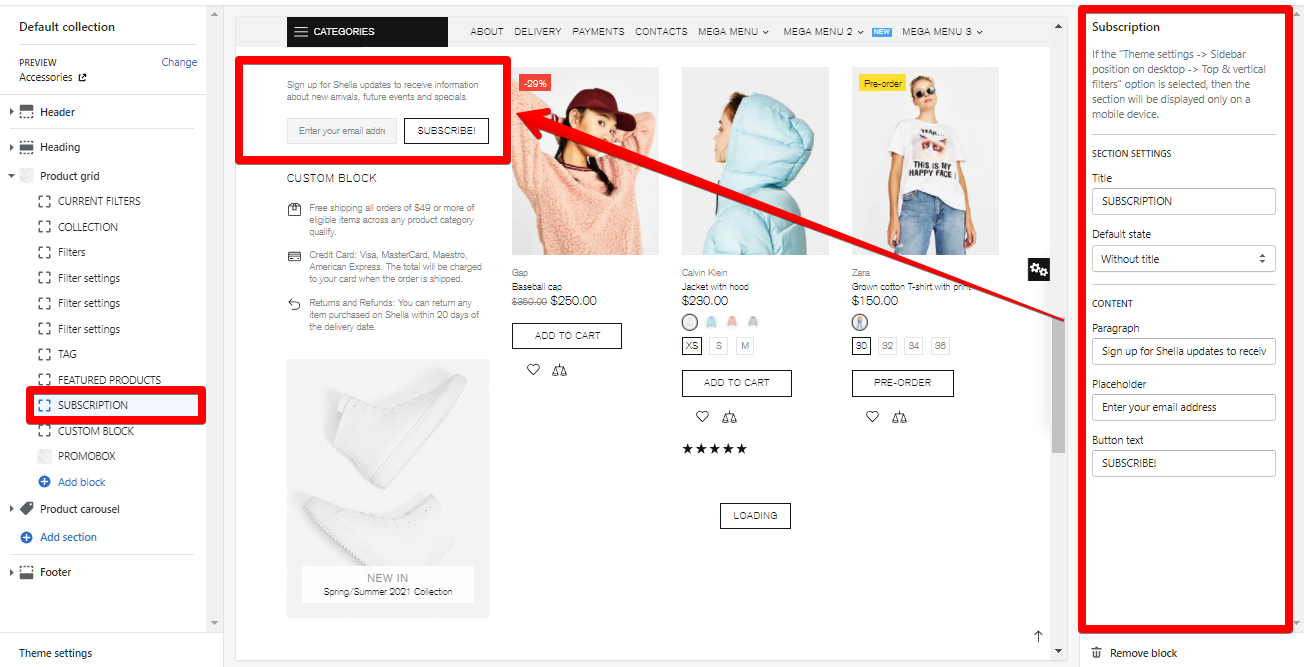 Default collection
PREVIEW
Change
Accessories
Header
Heading
Product grid
CURRENT FILTERS
COLLECTION
Filters
Filter settings
Filter settings
Filter settings
TAG
FEATURED PRODUCTS
SUBSCRIPTION
CUSTOM BLOCK
PROMOBOX
Add block
Product carousel
Add section
Footer
Theme settings
CATEGORIES
ABOUT DELIVERY PAYMENTS CONTACTS MEGA MENU MEGA MENU 2 NEW MEGA MENU 3
Sign up for Shella updates to receive information
about new arrivals, future events and specials.
Enter your email addre
SUBSCRIBE!
CUSTOM BLOCK
Free shipping all orders of $49 or more of
eligible items across any product category
qualify.
Credit Card: Visa, MasterCard, Maestro,
American Express. The total will be charged
to your card when the order is shipped.
Returns and Refunds: You can return any
item purchased on Shella within 20 days of
the delivery date.
NEW IN
Spring/Summer 2021 Collection
-29%
Gap
Baseball cap
$350.00 $250.00
ADD TO CART
Calvin Klein
Jacket with hood
$230.00
XS S M
ADD TO CART
Pre-order
YEAH...
THIS IS MY
HAPPY FACE !
Zara
Grown cotton T-shirt with print
$150.00
30 32 34 36
PRE-ORDER
LOADING
Subscription
If the "Theme settings -> Sidebar
position on desktop -> Top & vertical
filters" option is selected, then the
section will be displayed only on a
mobile device.
SECTION SETTINGS
Title
SUBSCRIPTION
Default state
Without title
CONTENT
Paragraph
Sign up for Shella updates to receiv
Placeholder
Enter your email address
Button text
SUBSCRIBE!
Remove block